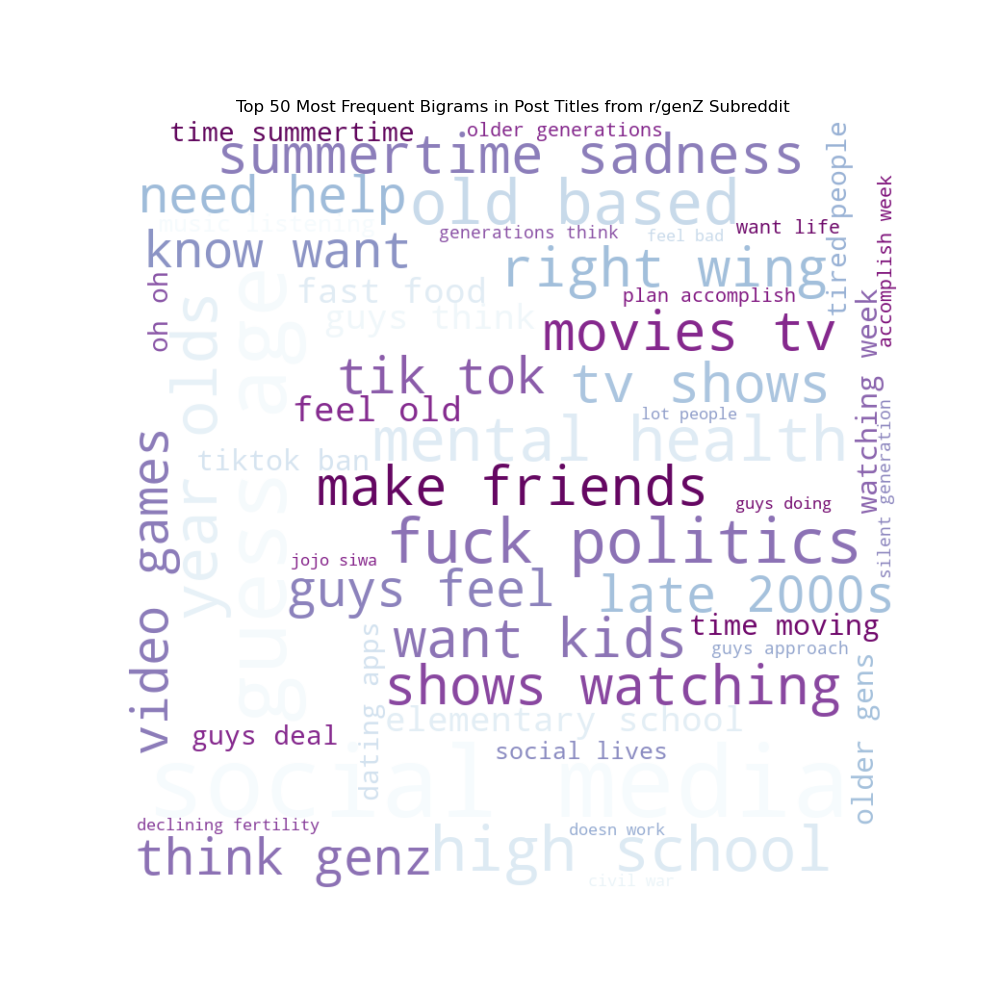 Top 50 Most Frequent Bigrams in Post Titles from r/genZ Subreddit
time summertime
older generations
summertime sadness
tired people
need help
old based
accomplish week
music listening
generations think
feel bad
want life
know want
right wing
oh oh
fast food
plan accomplish
guess age
year olds
guys think
movies tv
watching week
tik tok
tv shows
feel old
lot people
silent generation
mental health
tiktok ban
video games
make friends
guys doing
fuck politics
jojo siwa
guys feel
late 2000s
want kids
time moving
guys approach
dating apps
shows watching
older gens
elementary school
guys deal
social lives
social media
declining fertility
doesn work
think genz
high school
civil war